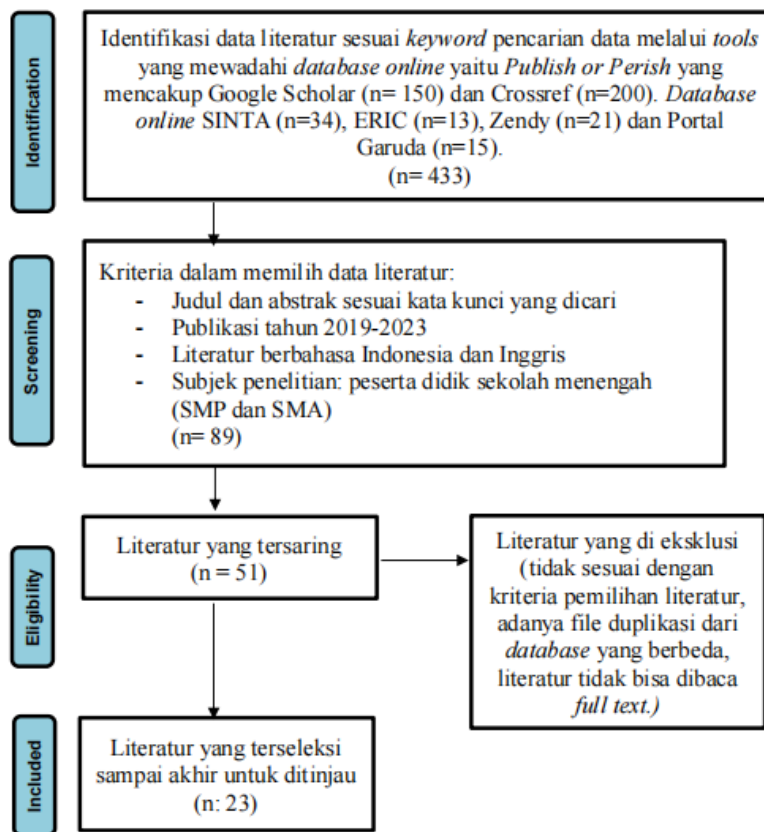 Identification
Identifikasi data literatur sesuai keyword pencarian data melalui tools
yang mewadahi database online yaitu Publish or Perish yang
mencakup Google Scholar (n= 150) dan Crossref (n=200). Database
online SINTA (n=34), ERIC (n=13), Zendy (n=21) dan Portal
Garuda (n=15).
(n= 433)
Screening
Kriteria dalam memilih data literatur:
- Judul dan abstrak sesuai kata kunci yang dicari
- Publikasi tahun 2019-2023
- Literatur berbahasa Indonesia dan Inggris
- Subjek penelitian: peserta didik sekolah menengah
(SMP dan SMA)
(n= 89)
Eligibility
Literatur yang tersaring
(n = 51)
Literatur yang di eksklusi
(tidak sesuai dengan
kriteria pemilihan literatur,
adanya file duplikasi dari
database yang berbeda,
literatur tidak bisa dibaca
full text.)
Included
Literatur yang terseleksi
sampai akhir untuk ditinjau
(n: 23)